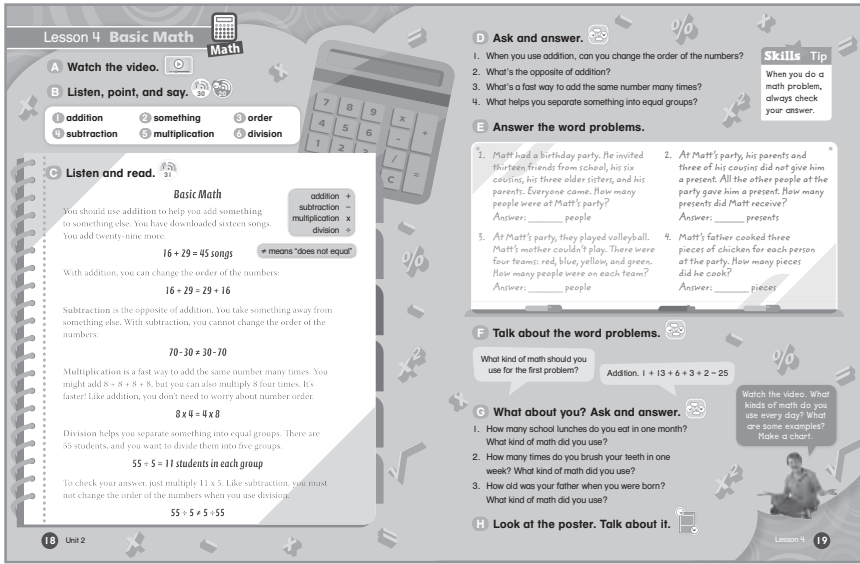 Lesson 4 Basic Math
Math
A Watch the video.
B Listen, point, and say.
30
20
1 addition 2 something 3 order
4 subtraction 5 multiplication 6 division
7 8 9 x
4 5 6 - +
1 2 /
C =
C Listen and read.
31
Basic Math
You should use addition to help you add something
to something else. You have downloaded sixteen songs.
You add twenty-nine more.
16 + 29 = 45 songs
With addition, you can change the order of the numbers:
16 + 29 = 29 + 16
Subtraction is the opposite of addition. You take something away from
something else. With subtraction, you cannot change the order of the
numbers.
70-30 ≠ 30-70
Multiplication is a fast way to add the same number many times. You
might add 8 + 8 + 8 + 8, but you can also multiply 8 four times. It's
faster! Like addition, you don't need to worry about number order.
8 x 4 = 4 x 8
Division helps you separate something into equal groups. There are
55 students, and you want to divide them into five groups.
55 ÷ 5 = 11 students in each group
To check your answer, just multiply 11 x 5. Like subtraction, you must
not change the order of the numbers when you use division.
55 ÷ 5 ≠ 5 ÷55
addition +
subtraction −
multiplication x
division ÷
≠ means "does not equal"
18 Unit 2
D Ask and answer.
1. When you use addition, can you change the order of the numbers?
2. What's the opposite of addition?
3. What's a fast way to add the same number many times?
4. What helps you separate something into equal groups?
Skills Tip
When you do a
math problem,
always check
your answer.
E Answer the word problems.
1. Matt had a birthday party. He invited
thirteen friends from school, his six
cousins, his three older sisters, and his
parents. Everyone came. How many
people were at Matt's party?
Answer: ______ people
2. At Matt's party, his parents and
three of his cousins did not give him
a present. All the other people at the
party gave him a present. How many
presents did Matt receive?
Answer: ______ presents
3. At Matt's party, they played volleyball.
Matt's mother couldn't play. There were
four teams: red, blue, yellow, and green.
How many people were on each team?
Answer: ______ people
4. Matt's father cooked three
pieces of chicken for each person
at the party. How many pieces
did he cook?
Answer: ______ pieces
F Talk about the word problems.
What kind of math should you
use for the first problem?
Addition. 1 + 13 + 6 + 3 + 2 = 25
G What about you? Ask and answer.
1. How many school lunches do you eat in one month?
What kind of math did you use?
2. How many times do you brush your teeth in one
week? What kind of math did you use?
3. How old was your father when you were born?
What kind of math did you use?
Watch the video. What
kinds of math do you
use every day? What
are some examples?
Make a chart.
H Look at the poster. Talk about it.
Lesson 4 19